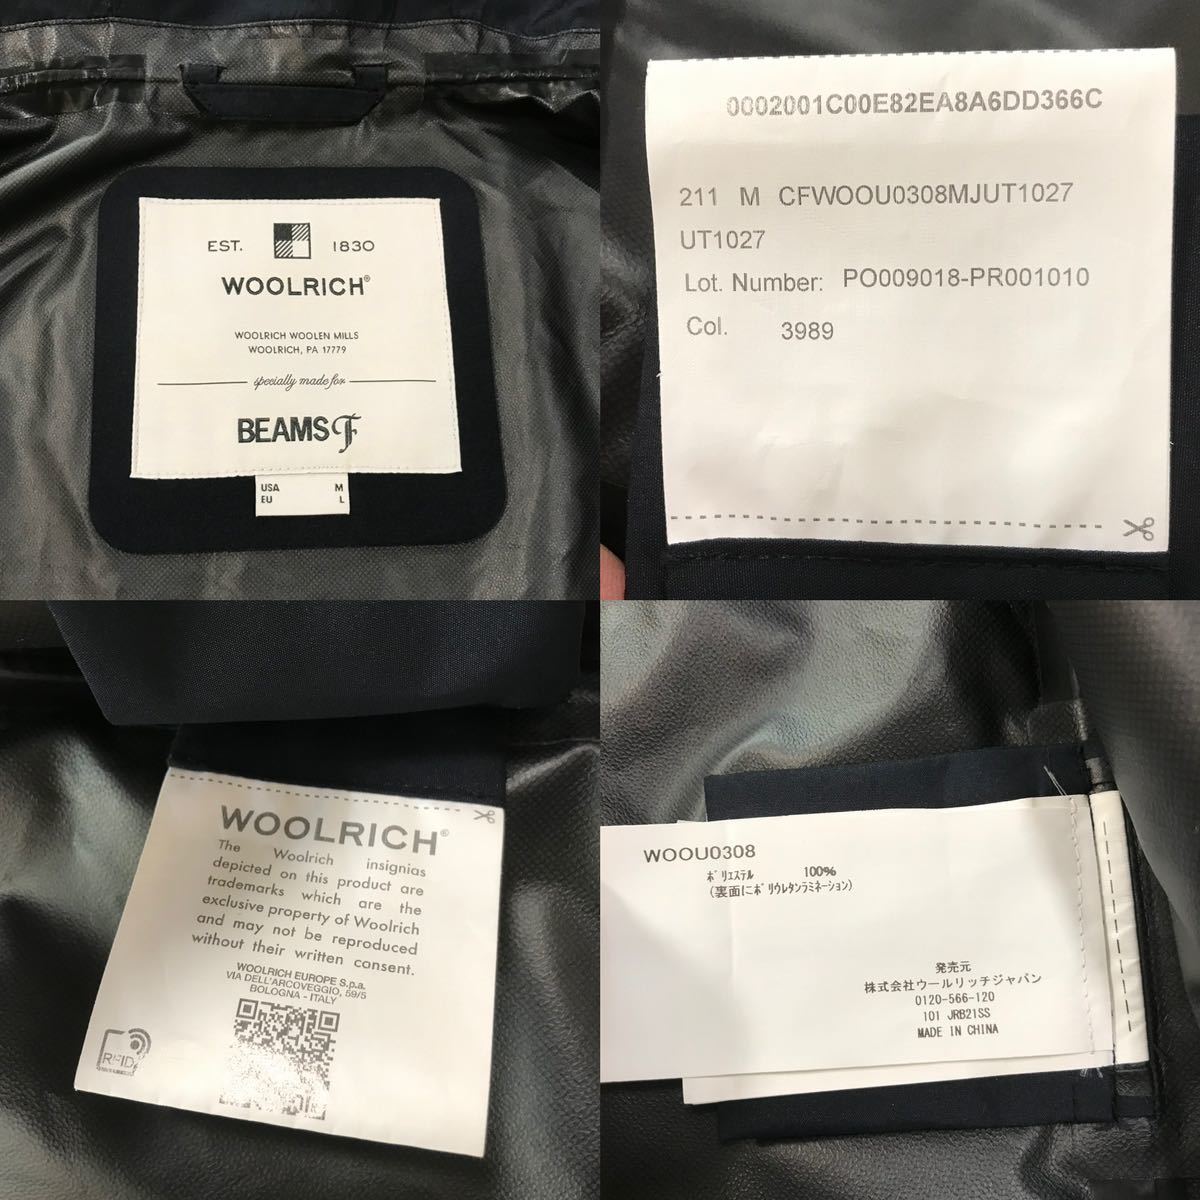 EST. 1830
WOOLRICH®
WOOLRICH WOOLEN MILLS
WOOLRICH, PA 17779
specially made for
BEAMS F
USA M
EU L
0002001C00E82EA8A6DD366C
211 M CFWOOU0308MJUT1027
UT1027
Lot. Number: PO009018-PR001010
Col. 3989
WOOLRICH®
The Woolrich insignias
depicted on this product are
trademarks which are the
exclusive property of Woolrich
and may not be reproduced
without their written consent.
WOOLRICH EUROPE S.p.a.
VIA DELL'ARCOVEGGIO, 59/5
BOLOGNA - ITALY
RFID
WOOU0308
ポリエステル 100%
(裏面にポリウレタンラミネーション)
発売元
株式会社ウールリッチジャパン
0120-566-120
101 JRB21SS
MADE IN CHINA